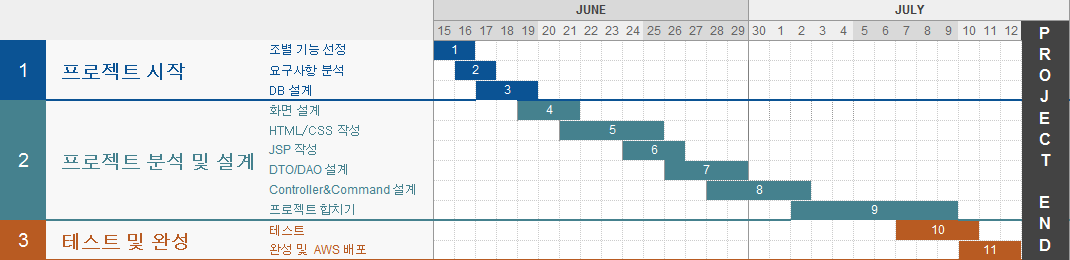 JUNE JULY
15 16 17 18 19 20 21 22 23 24 25 26 27 28 29 30 1 2 3 4 5 6 7 8 9 10 11 12
1 프로젝트 시작
조별 기능 선정 1
요구사항 분석 2
DB 설계 3
2 프로젝트 분석 및 설계
화면 설계 4
HTML/CSS 작성 5
JSP 작성 6
DTO/DAO 설계 7
Controller&Command 설계 8
프로젝트 합치기 9
3 테스트 및 완성
테스트 10
완성 및 AWS 배포 11
PROJECT END